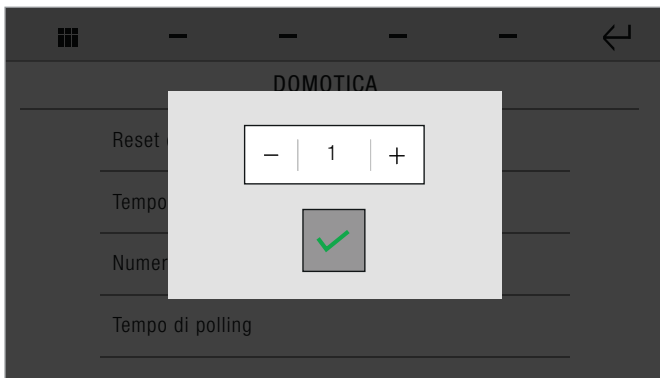 DOMOTICA
Reset
− 1 +
Tempo
Numer
Tempo di polling